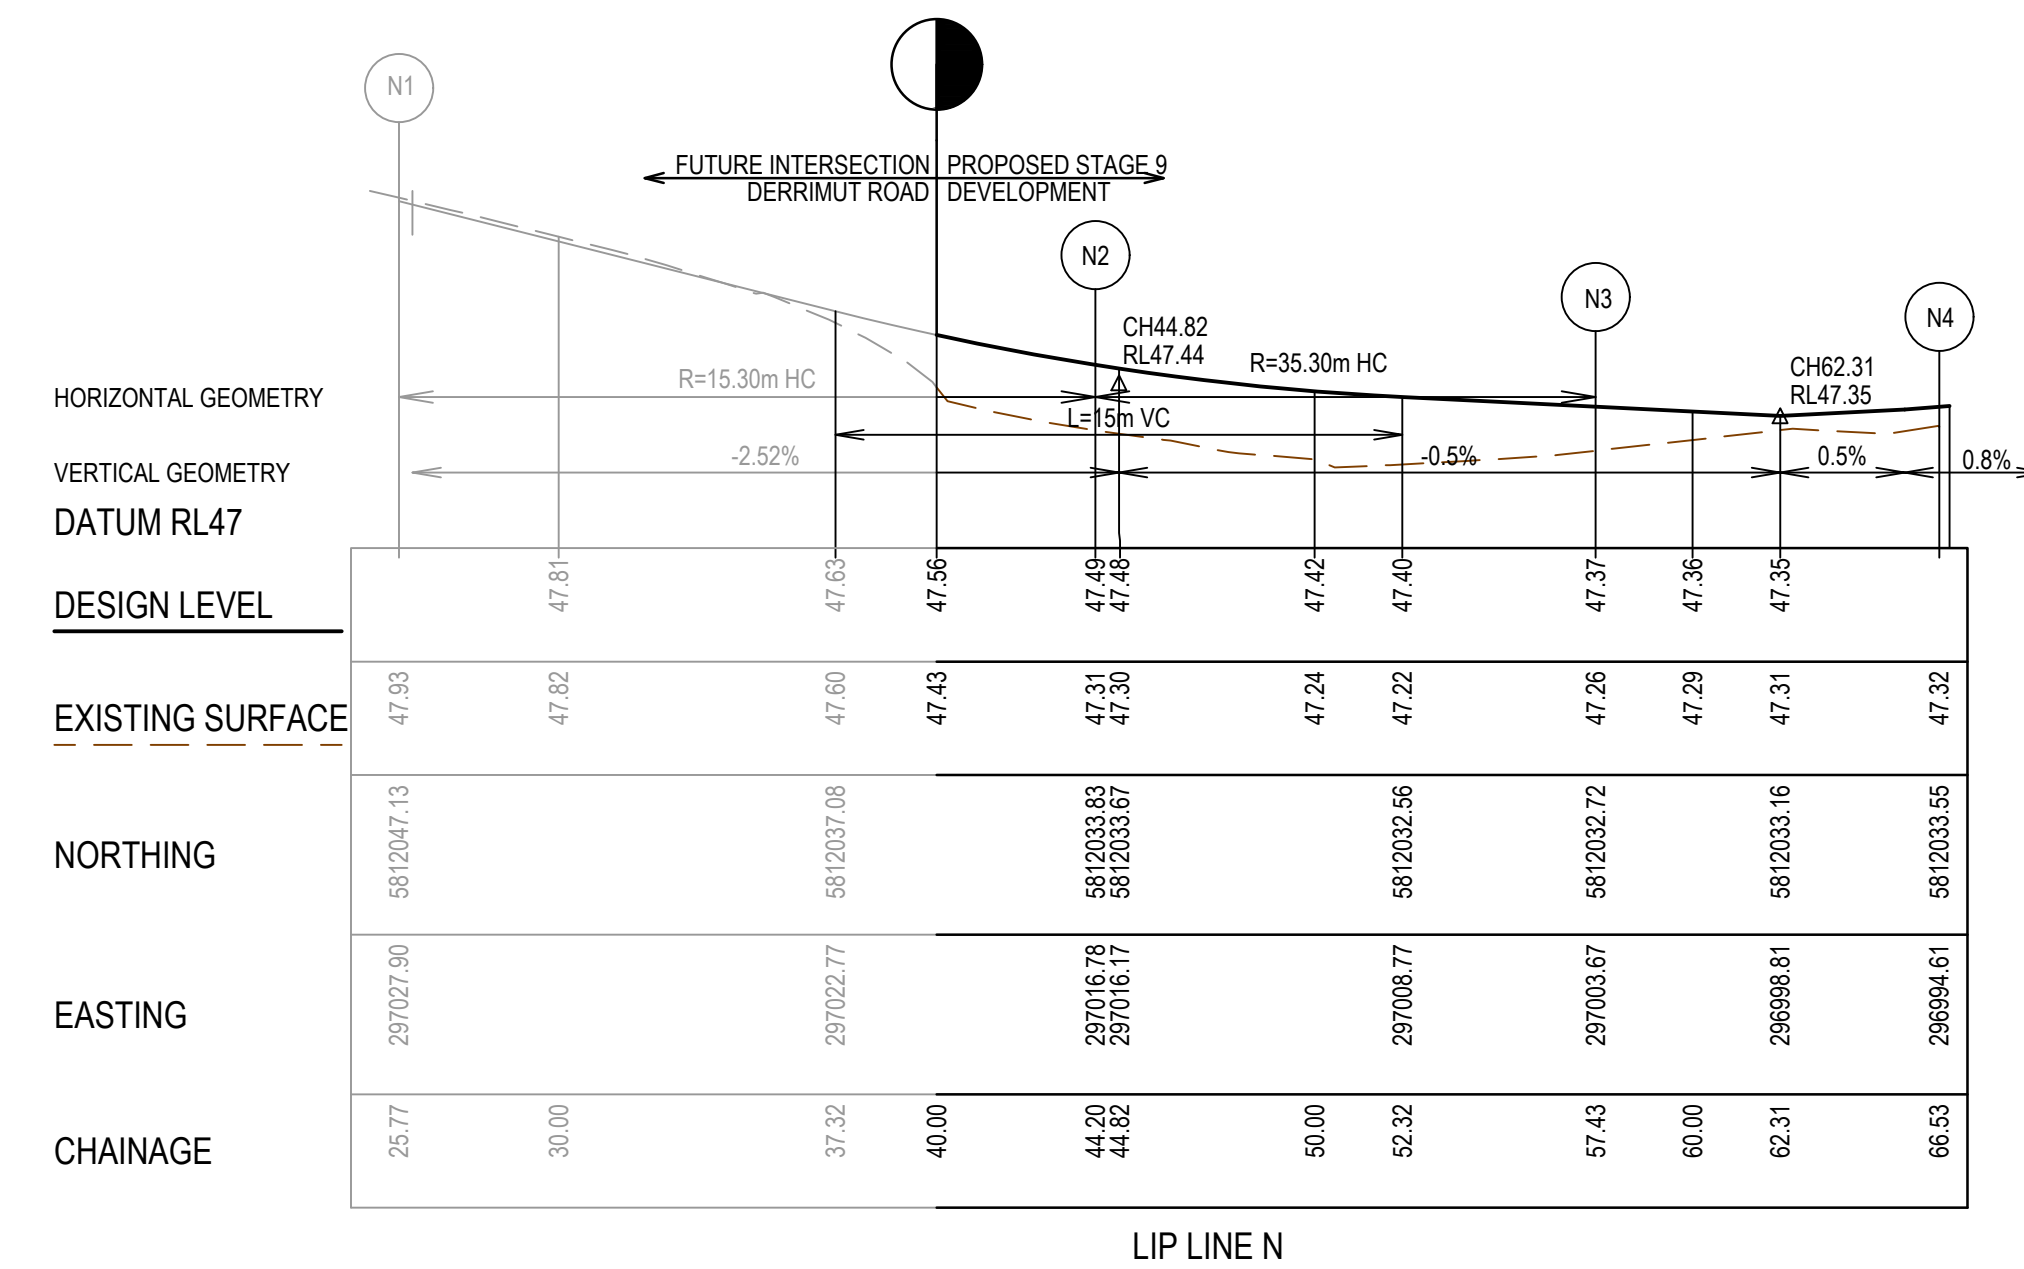 N1
FUTURE INTERSECTION PROPOSED STAGE 9
DERRIMUT ROAD DEVELOPMENT
N2
N3
N4
CH44.82
RL47.44
R=35.30m HC
CH62.31
RL47.35
R=15.30m HC
HORIZONTAL GEOMETRY
L=15m VC
-2.52%
-0.5%
0.5%
0.8%
VERTICAL GEOMETRY
DATUM RL47
DESIGN LEVEL
47.81
47.63
47.56
47.49
47.48
47.42
47.40
47.37
47.36
47.35
EXISTING SURFACE
47.93
47.82
47.60
47.43
47.31
47.30
47.24
47.22
47.26
47.29
47.31
47.32
NORTHING
5812047.13
5812037.08
5812033.83
5812033.67
5812032.56
5812032.72
5812033.16
5812033.55
EASTING
297027.90
297022.77
297016.78
297016.17
297008.77
297003.67
296998.81
296994.61
CHAINAGE
25.77
30.00
37.32
40.00
44.20
44.82
50.00
52.32
57.43
60.00
62.31
66.53
LIP LINE N